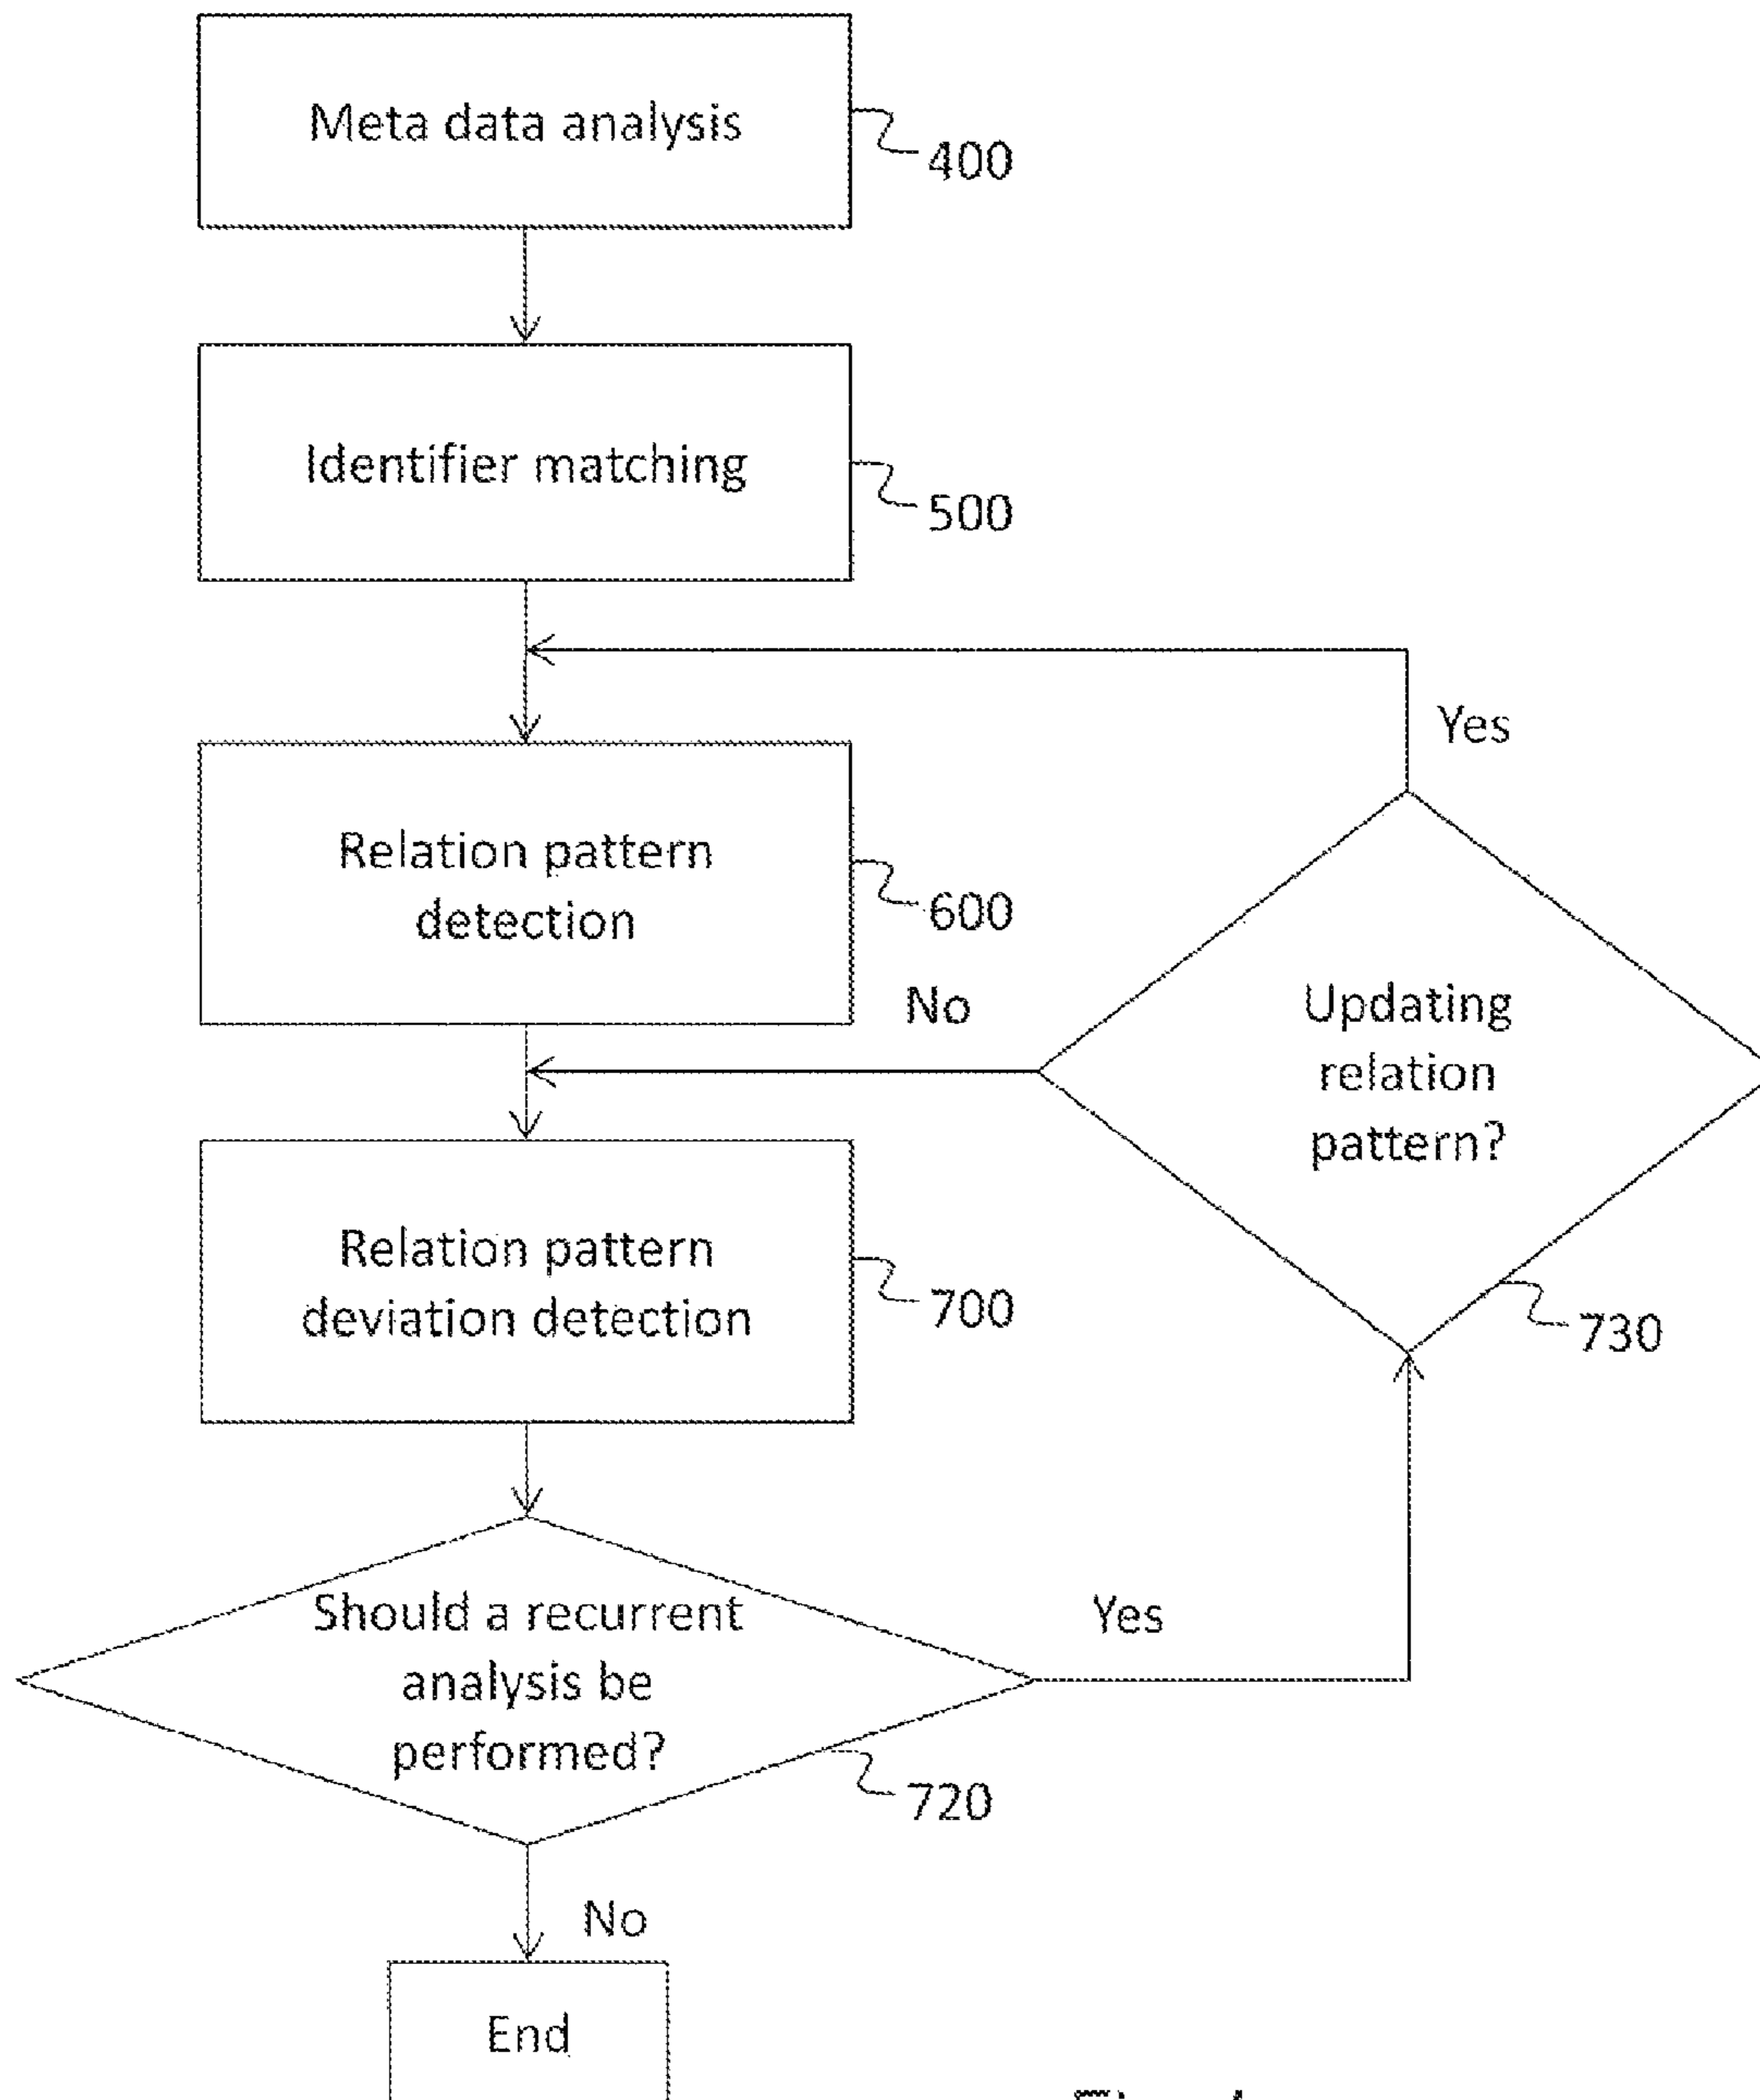 Meta data analysis
400
Identifier matching
500
Yes
Relation pattern
detection
600
No
Updating
relation
pattern?
730
Relation pattern
deviation detection
700
Should a recurrent
analysis be
performed?
Yes
720
No
End